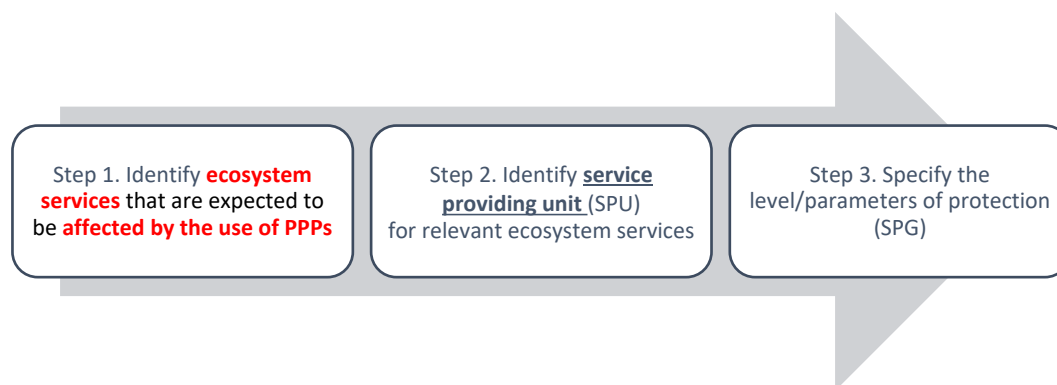 Step 1. Identify ecosystem
services that are expected to
be affected by the use of PPPs
Step 2. Identify service
providing unit (SPU)
for relevant ecosystem services
Step 3. Specify the
level/parameters of protection
(SPG)